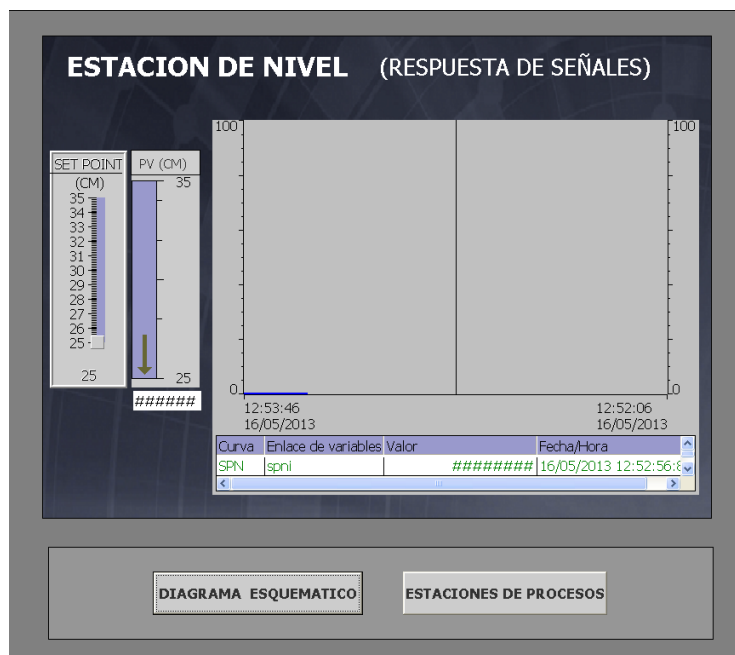 ESTACION DE NIVEL (RESPUESTA DE SEÑALES)
SET POINT
(CM)
35
34
33
32
31
30
29
28
27
26
25
25
PV (CM)
35
25
######
100
100
0
0
12:53:46
16/05/2013
12:52:06
16/05/2013
Curva Enlace de variables Valor Fecha/Hora
SPN spni ######## 16/05/2013 12:52:56:
DIAGRAMA ESQUEMATICO
ESTACIONES DE PROCESOS